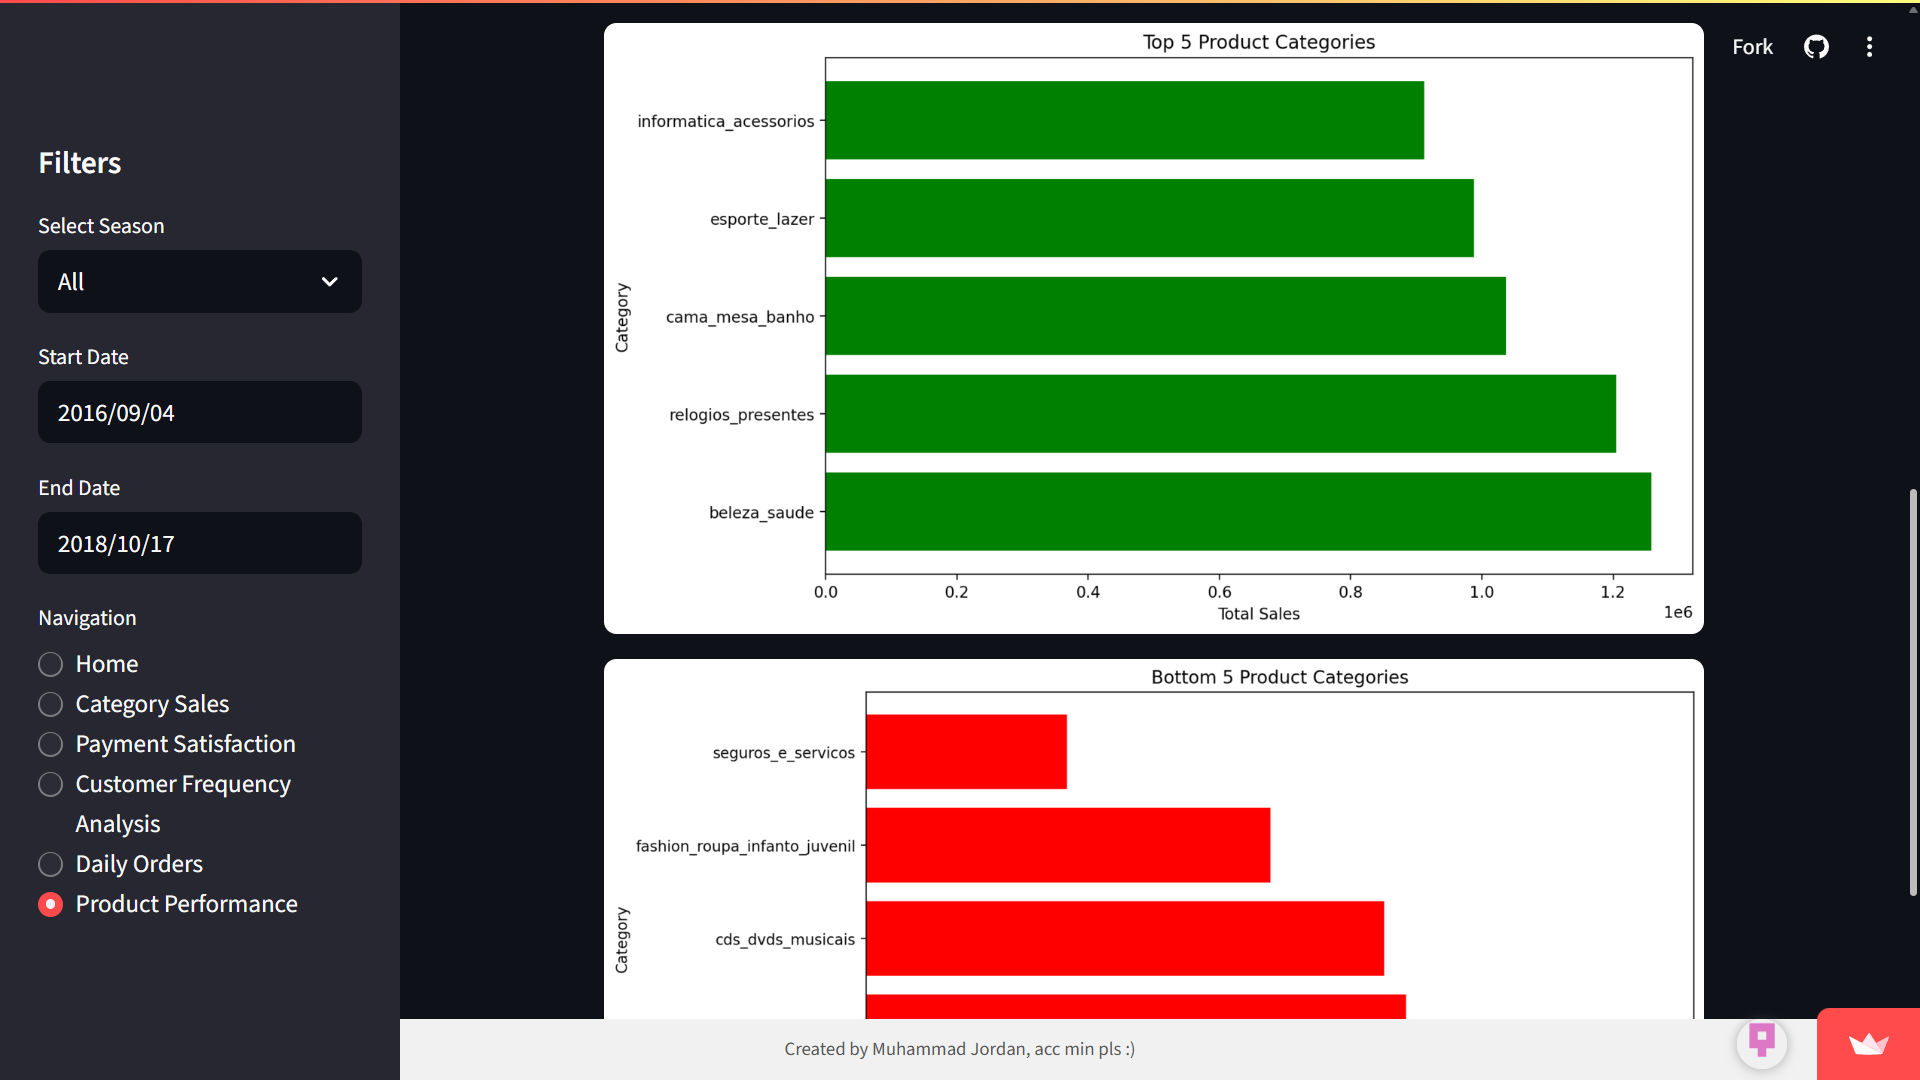 Fork
Filters
Select Season
All
Start Date
2016/09/04
End Date
2018/10/17
Navigation
Home
Category Sales
Payment Satisfaction
Customer Frequency
Analysis
Daily Orders
Product Performance
Top 5 Product Categories
Category
informatica_acessorios
esporte_lazer
cama_mesa_banho
relogios_presentes
beleza_saude
0.0 0.2 0.4 0.6 0.8 1.0 1.2
1e6
Total Sales
Bottom 5 Product Categories
Category
seguros_e_servicos
fashion_roupa_infanto_juvenil
cds_dvds_musicais
Created by Muhammad Jordan, acc min pls :)